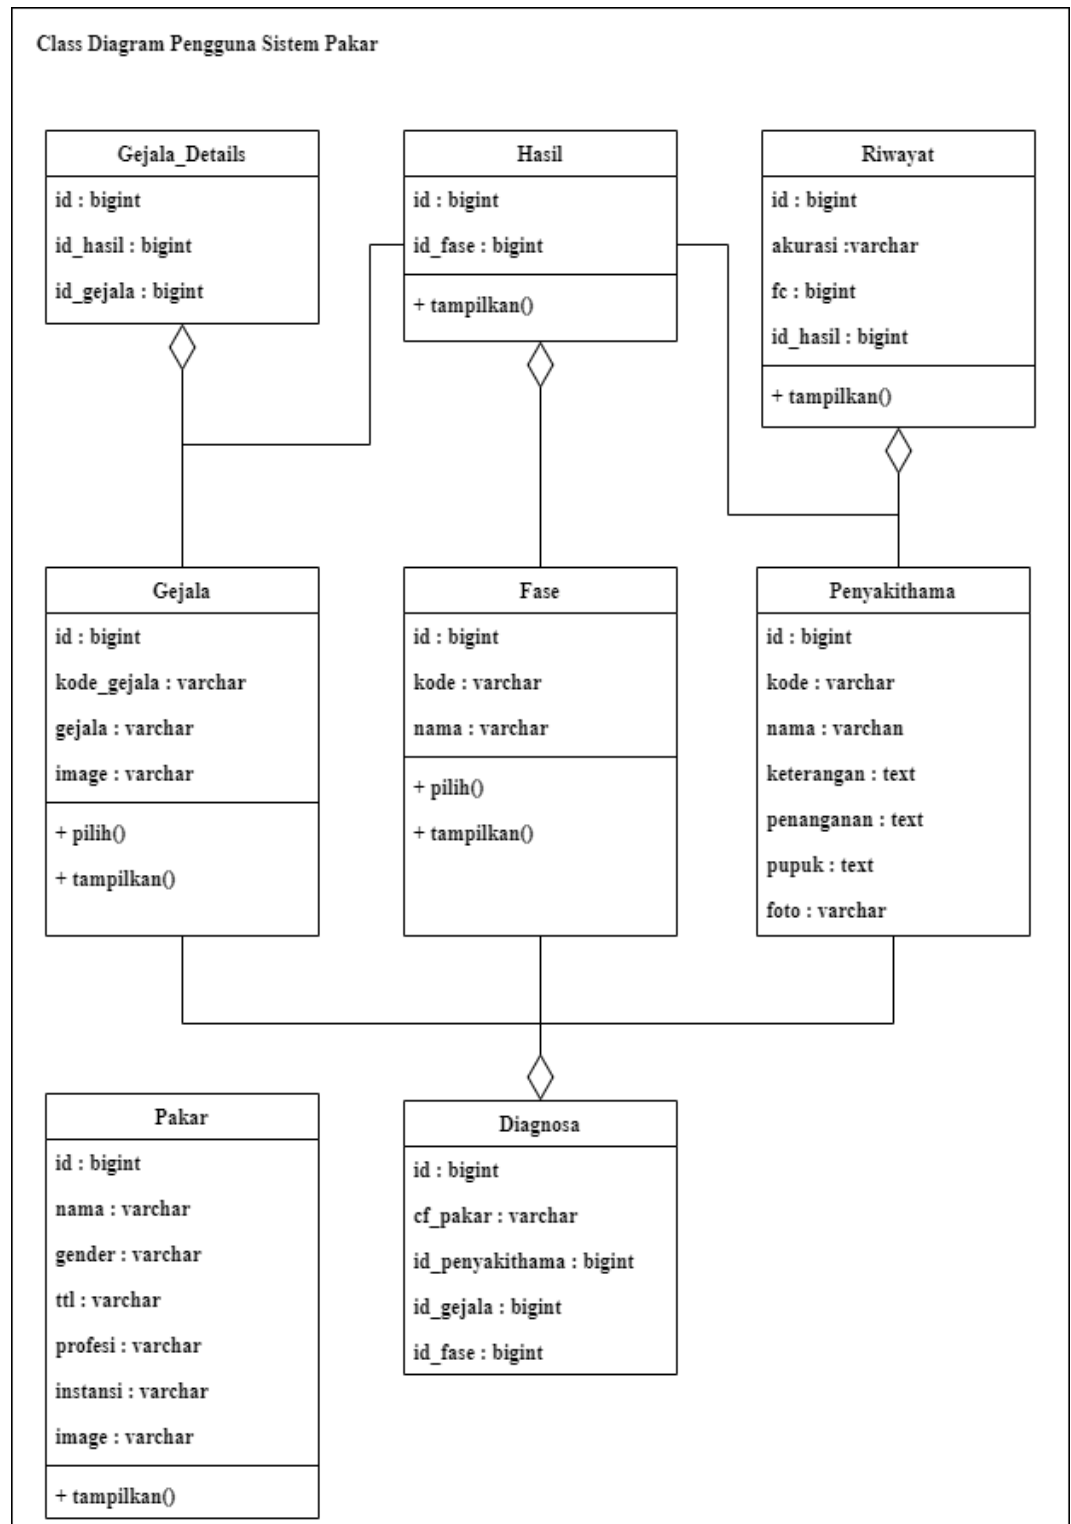 Class Diagram Pengguna Sistem Pakar
Gejala_Details
id : bigint
id_hasil : bigint
id_gejala : bigint
Hasil
id : bigint
id_fase : bigint
+ tampilkan()
Riwayat
id : bigint
akurasi :varchar
fc : bigint
id_hasil : bigint
+ tampilkan()
Gejala
id : bigint
kode_gejala : varchar
gejala : varchar
image : varchar
+ pilih()
+ tampilkan()
Fase
id : bigint
kode : varchar
nama : varchar
+ pilih()
+ tampilkan()
Penyakithama
id : bigint
kode : varchar
nama : varchan
keterangan : text
penanganan : text
pupuk : text
foto : varchar
Pakar
id : bigint
nama : varchar
gender : varchar
ttl : varchar
profesi : varchar
instansi : varchar
image : varchar
+ tampilkan()
Diagnosa
id : bigint
cf_pakar : varchar
id_penyakithama : bigint
id_gejala : bigint
id_fase : bigint